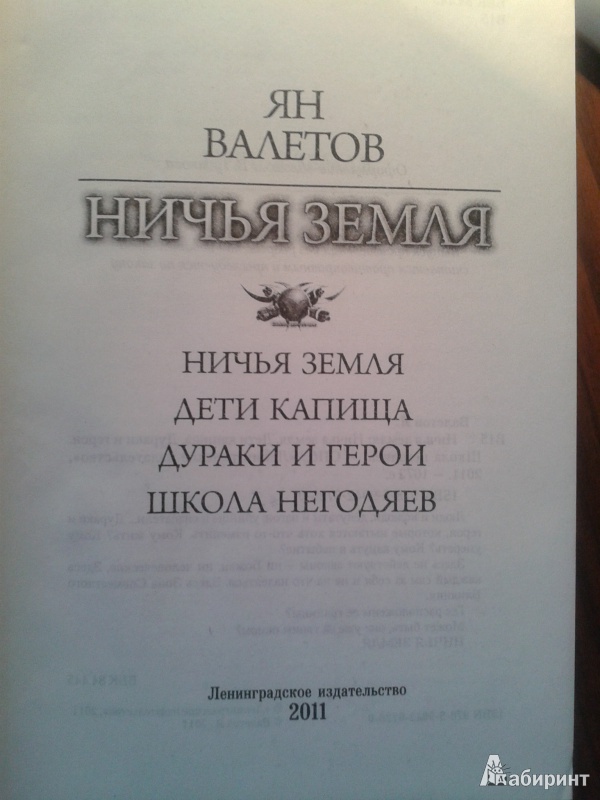 ЯН
ВАЛЕТОВ
НИЧЬЯ ЗЕМЛЯ
НИЧЬЯ ЗЕМЛЯ
ДЕТИ КАПИЩА
ДУРАКИ И ГЕРОИ
ШКОЛА НЕГОДЯЕВ
Ленинградское издательство
2011
Лабиринт